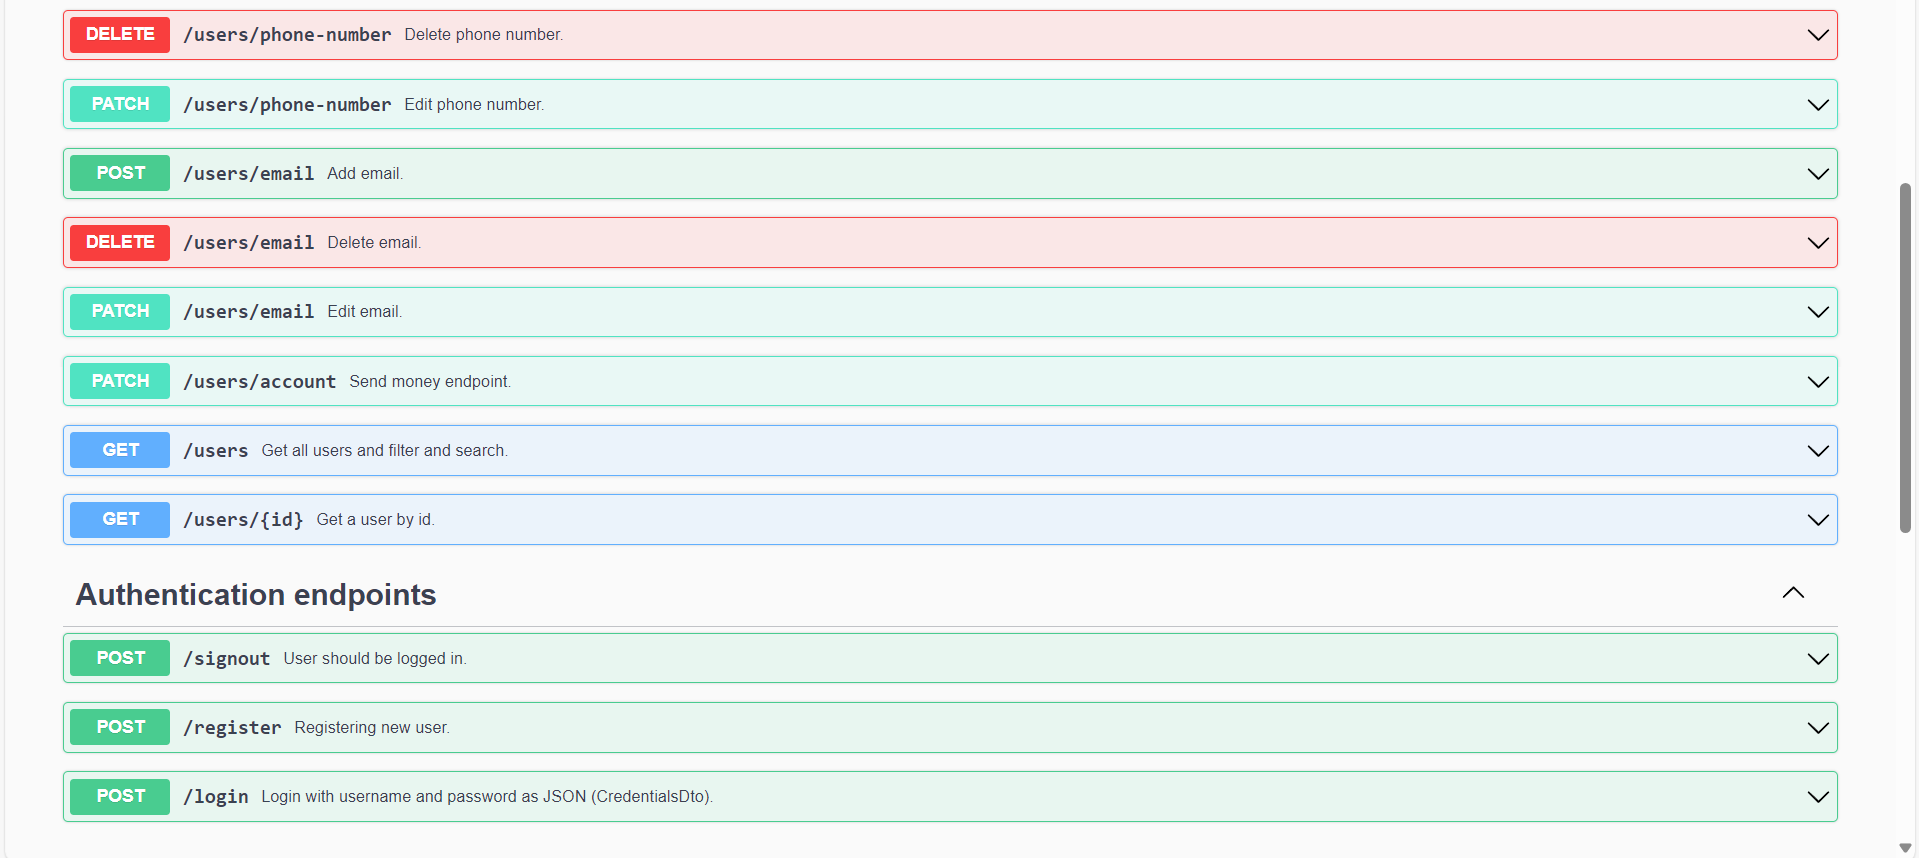 DELETE /users/phone-number Delete phone number.
PATCH /users/phone-number Edit phone number.
POST /users/email Add email.
DELETE /users/email Delete email.
PATCH /users/email Edit email.
PATCH /users/account Send money endpoint.
GET /users Get all users and filter and search.
GET /users/{id} Get a user by id.
Authentication endpoints
POST /signout User should be logged in.
POST /register Registering new user.
POST /login Login with username and password as JSON (CredentialsDto).